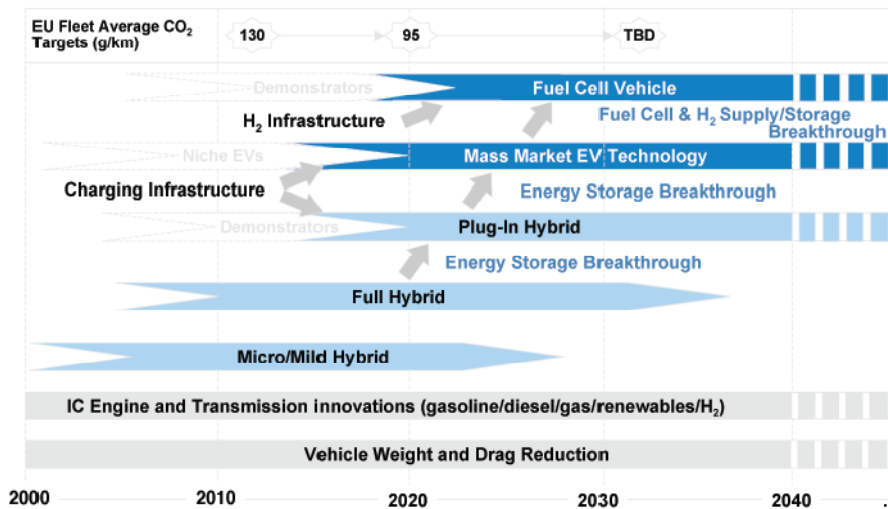 EU Fleet Average CO₂
Targets (g/km)
130
95
TBD
Demonstrators
Fuel Cell Vehicle
H₂ Infrastructure
Fuel Cell & H₂ Supply/Storage
Breakthrough
Niche EVs
Mass Market EV Technology
Charging Infrastructure
Energy Storage Breakthrough
Demonstrators
Plug-In Hybrid
Energy Storage Breakthrough
Full Hybrid
Micro/Mild Hybrid
IC Engine and Transmission innovations (gasoline/diesel/gas/renewables/H₂)
Vehicle Weight and Drag Reduction
2000 2010 2020 2030 2040 .